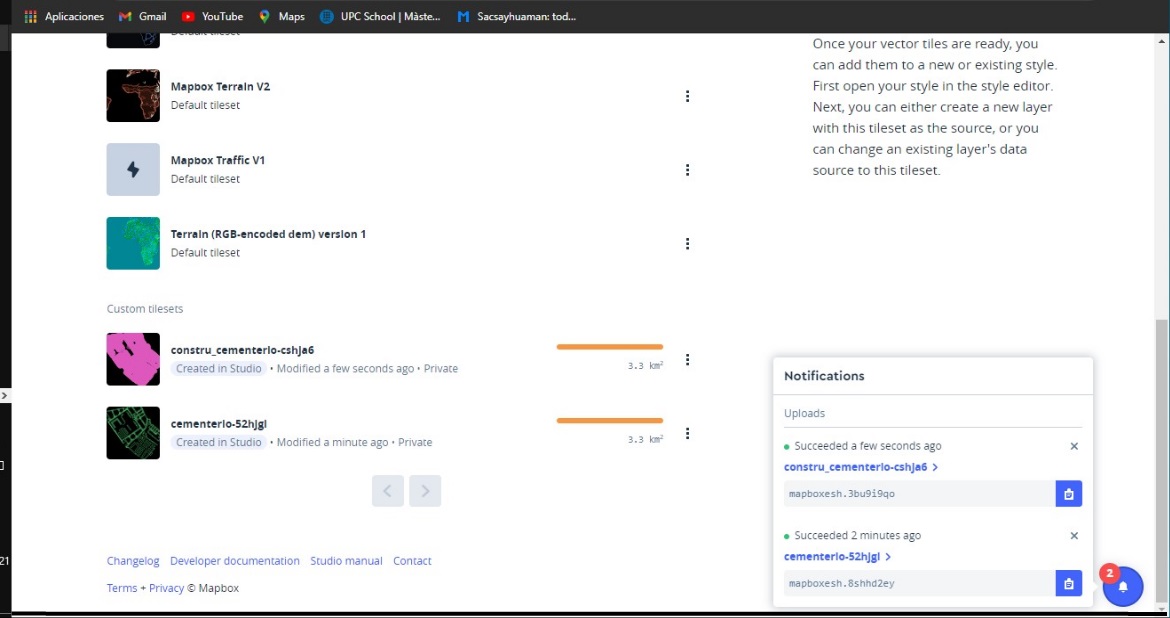 Aplicaciones Gmail YouTube Maps UPC School | Màste... Sacsayhuaman: tod...
Default tileset
Mapbox Terrain V2
Default tileset
Mapbox Traffic V1
Default tileset
Terrain (RGB-encoded dem) version 1
Default tileset
Custom tilesets
constru_cementerio-cshja6
Created in Studio • Modified a few seconds ago • Private
3.3 km²
cementerio-52hjgl
Created in Studio • Modified a minute ago • Private
3.3 km²
Changelog Developer documentation Studio manual Contact
Terms + Privacy © Mapbox
Once your vector tiles are ready, you
can add them to a new or existing style.
First open your style in the style editor.
Next, you can either create a new layer
with this tileset as the source, or you
can change an existing layer's data
source to this tileset.
Notifications
Uploads
Succeeded a few seconds ago
constru_cementerio-cshja6
mapboxesh.3bu9i9qo
Succeeded 2 minutes ago
cementerio-52hjgl
mapboxesh.8shhd2ey
2
21